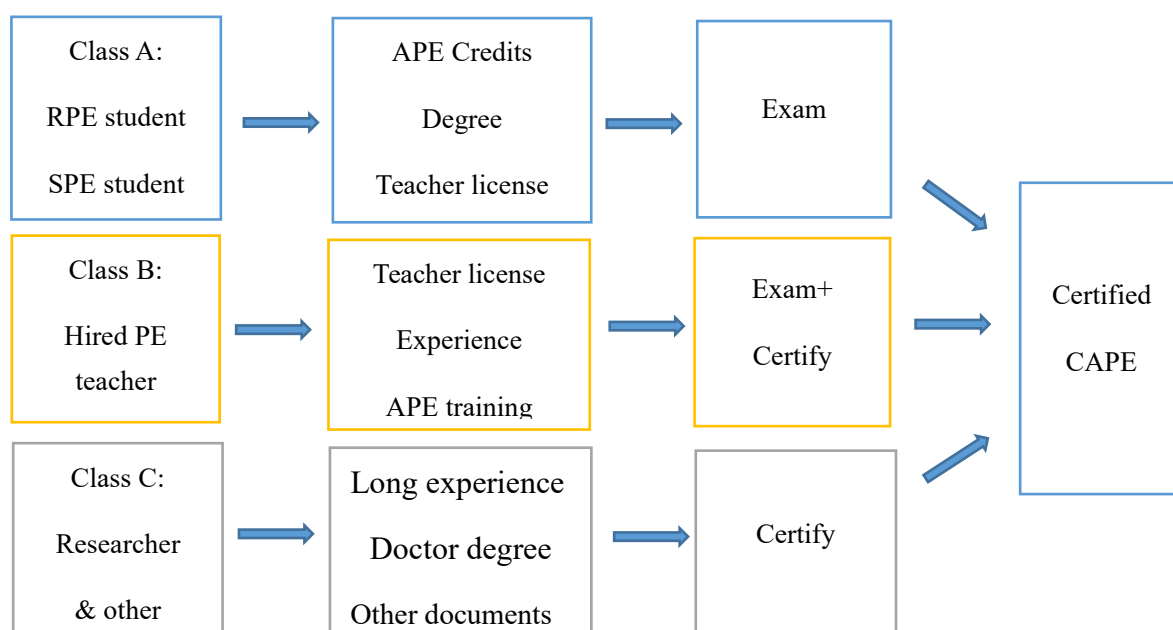 Class A:
RPE student
SPE student
APE Credits
Degree
Teacher license
Exam
Class B:
Hired PE
teacher
Teacher license
Experience
APE training
Exam+
Certify
Certified
CAPE
Class C:
Researcher
& other
Long experience
Doctor degree
Other documents
Certify